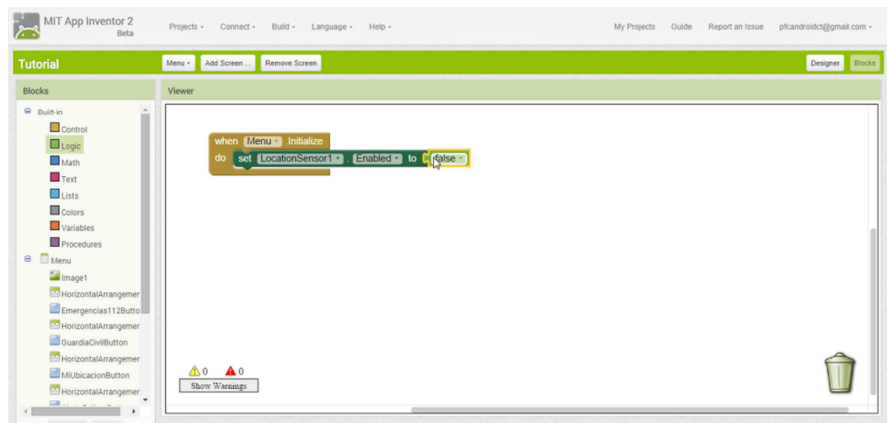 MIT App Inventor 2
Beta
Projects Connect Build Language Help My Projects Guide Report an Issue pfcandroidct@gmail.com
Tutorial Menu Add Screen ... Remove Screen Designer Blocks
Blocks Viewer
Built-in
Control
Logic
Math
Text
Lists
Colors
Variables
Procedures
Menu
Image1
HorizontalArrangemer
Emergencias112Butto
HorizontalArrangemer
GuardiaCivilButton
HorizontalArrangemer
MiUbicacionButton
HorizontalArrangemer
when Menu .Initialize
do set LocationSensor1 . Enabled to false
0 0
Show Warnings